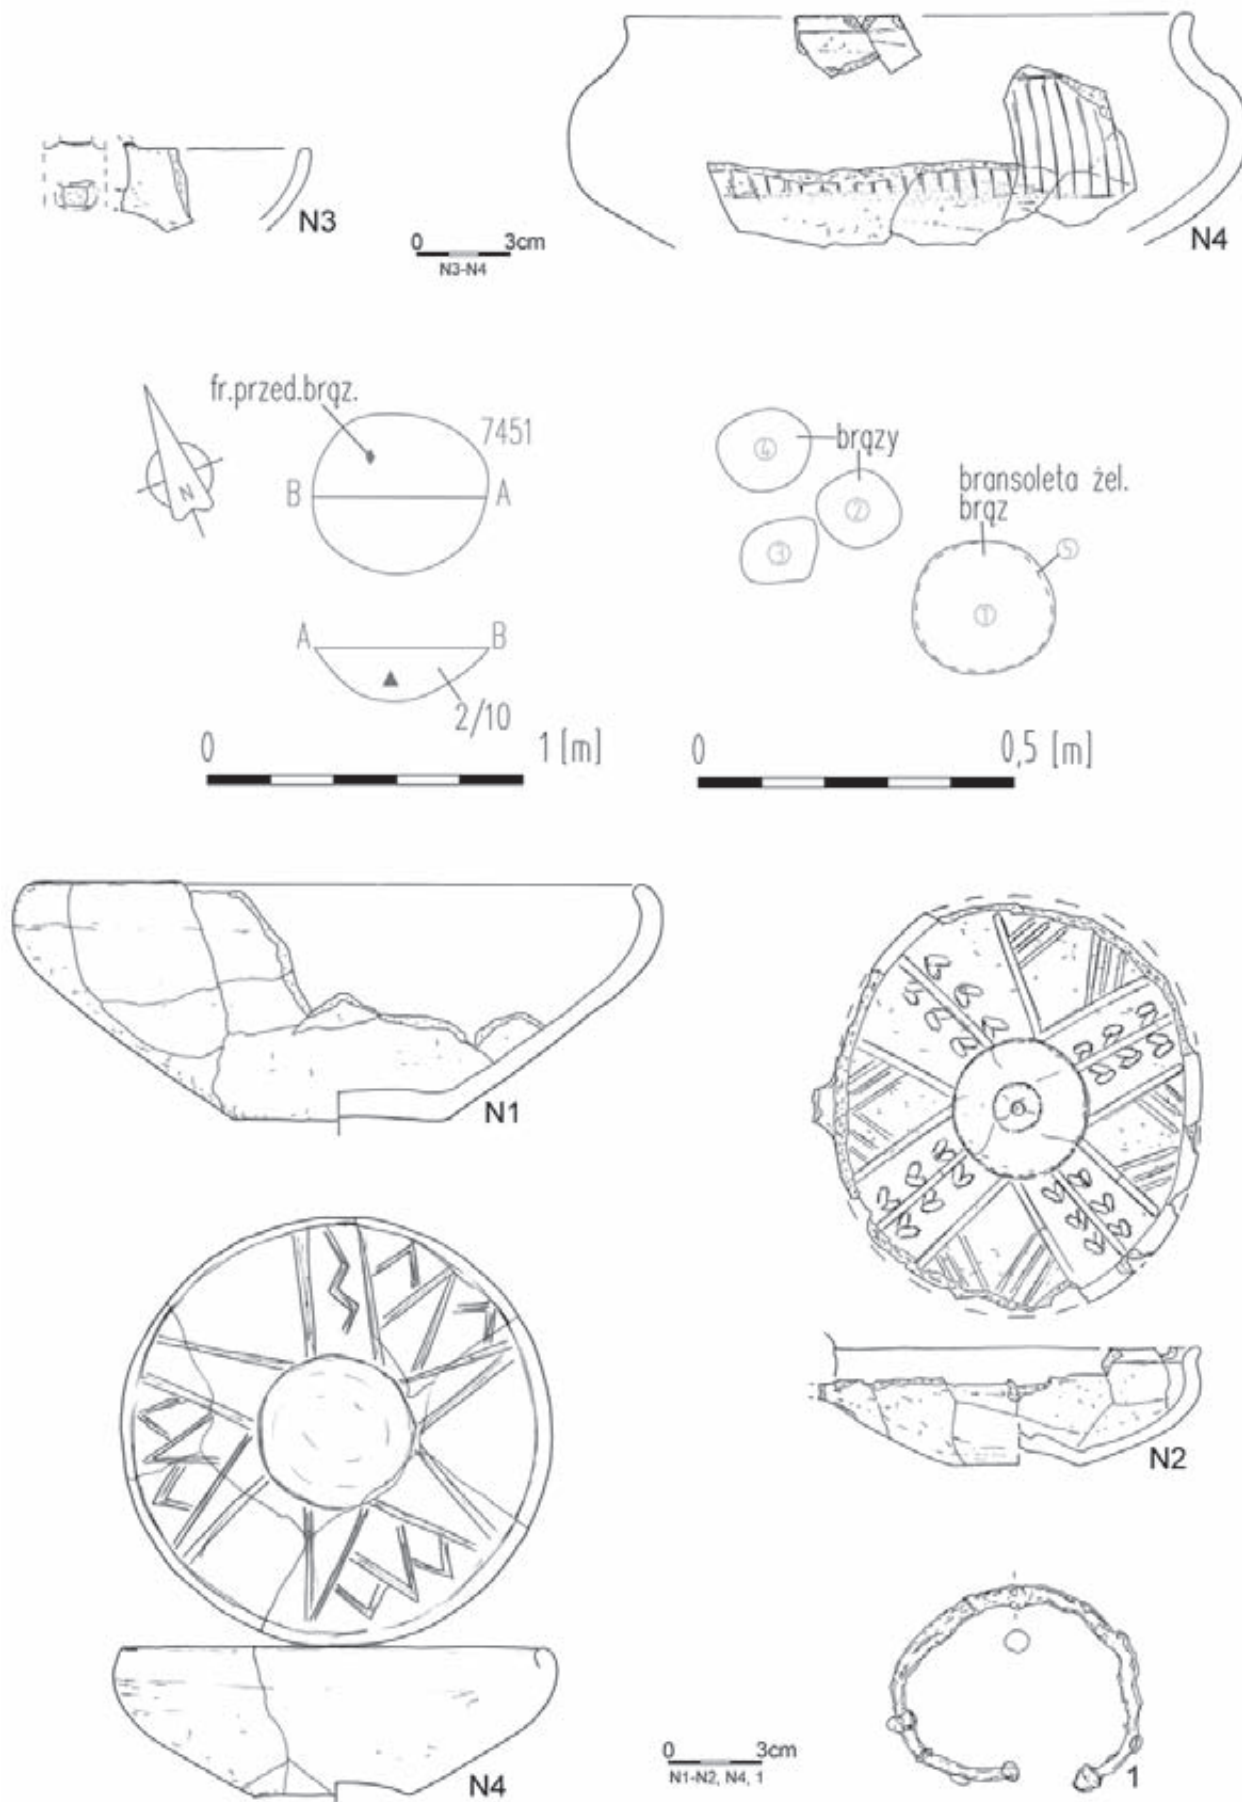 N3
0 3cm
N3-N4
N4
fr.przed.brąz.
7451
N
B A
A B
2/10
0 1 [m]
④
brązy
②
③
bransoleta żel.
brąz
⑤
①
0 0,5 [m]
N1
N2
N4
0 3cm
N1-N2, N4, 1
1